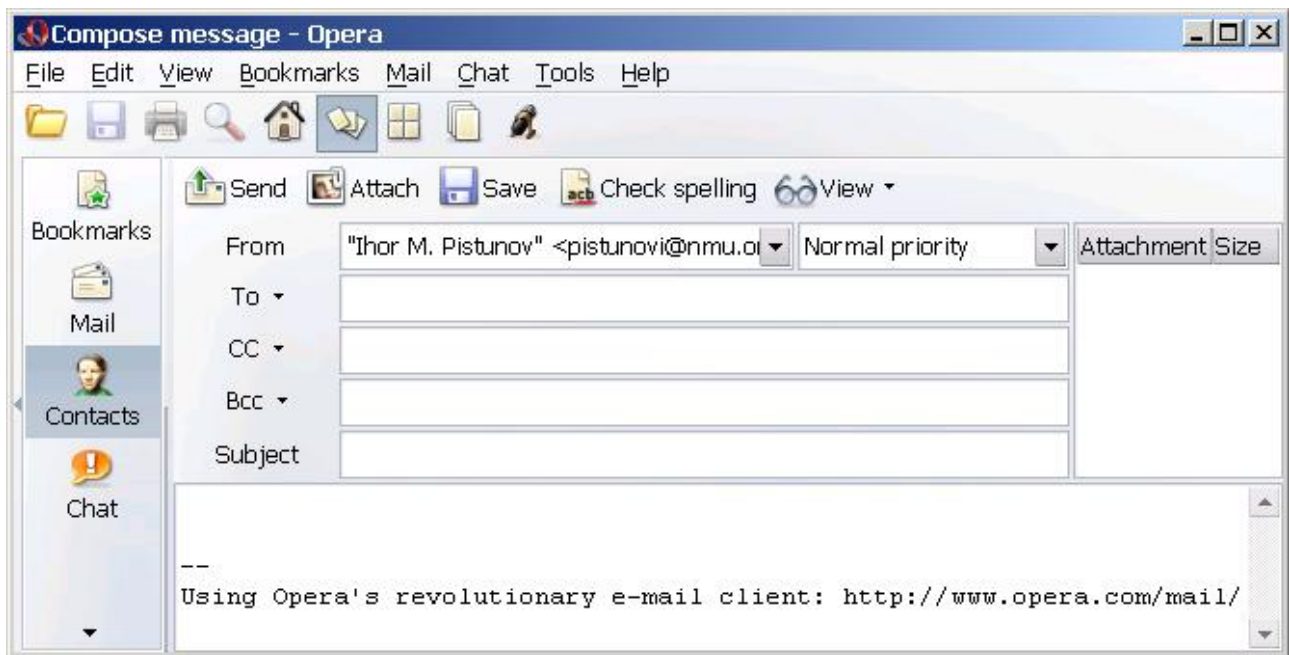 Compose message - Opera
File Edit View Bookmarks Mail Chat Tools Help
Send Attach Save acb Check spelling View
Bookmarks
Mail
Contacts
Chat
From "Ihor M. Pistunov" <pistunovi@nmu.or Normal priority Attachment Size
To
CC
Bcc
Subject
--
Using Opera's revolutionary e-mail client: http://www.opera.com/mail/